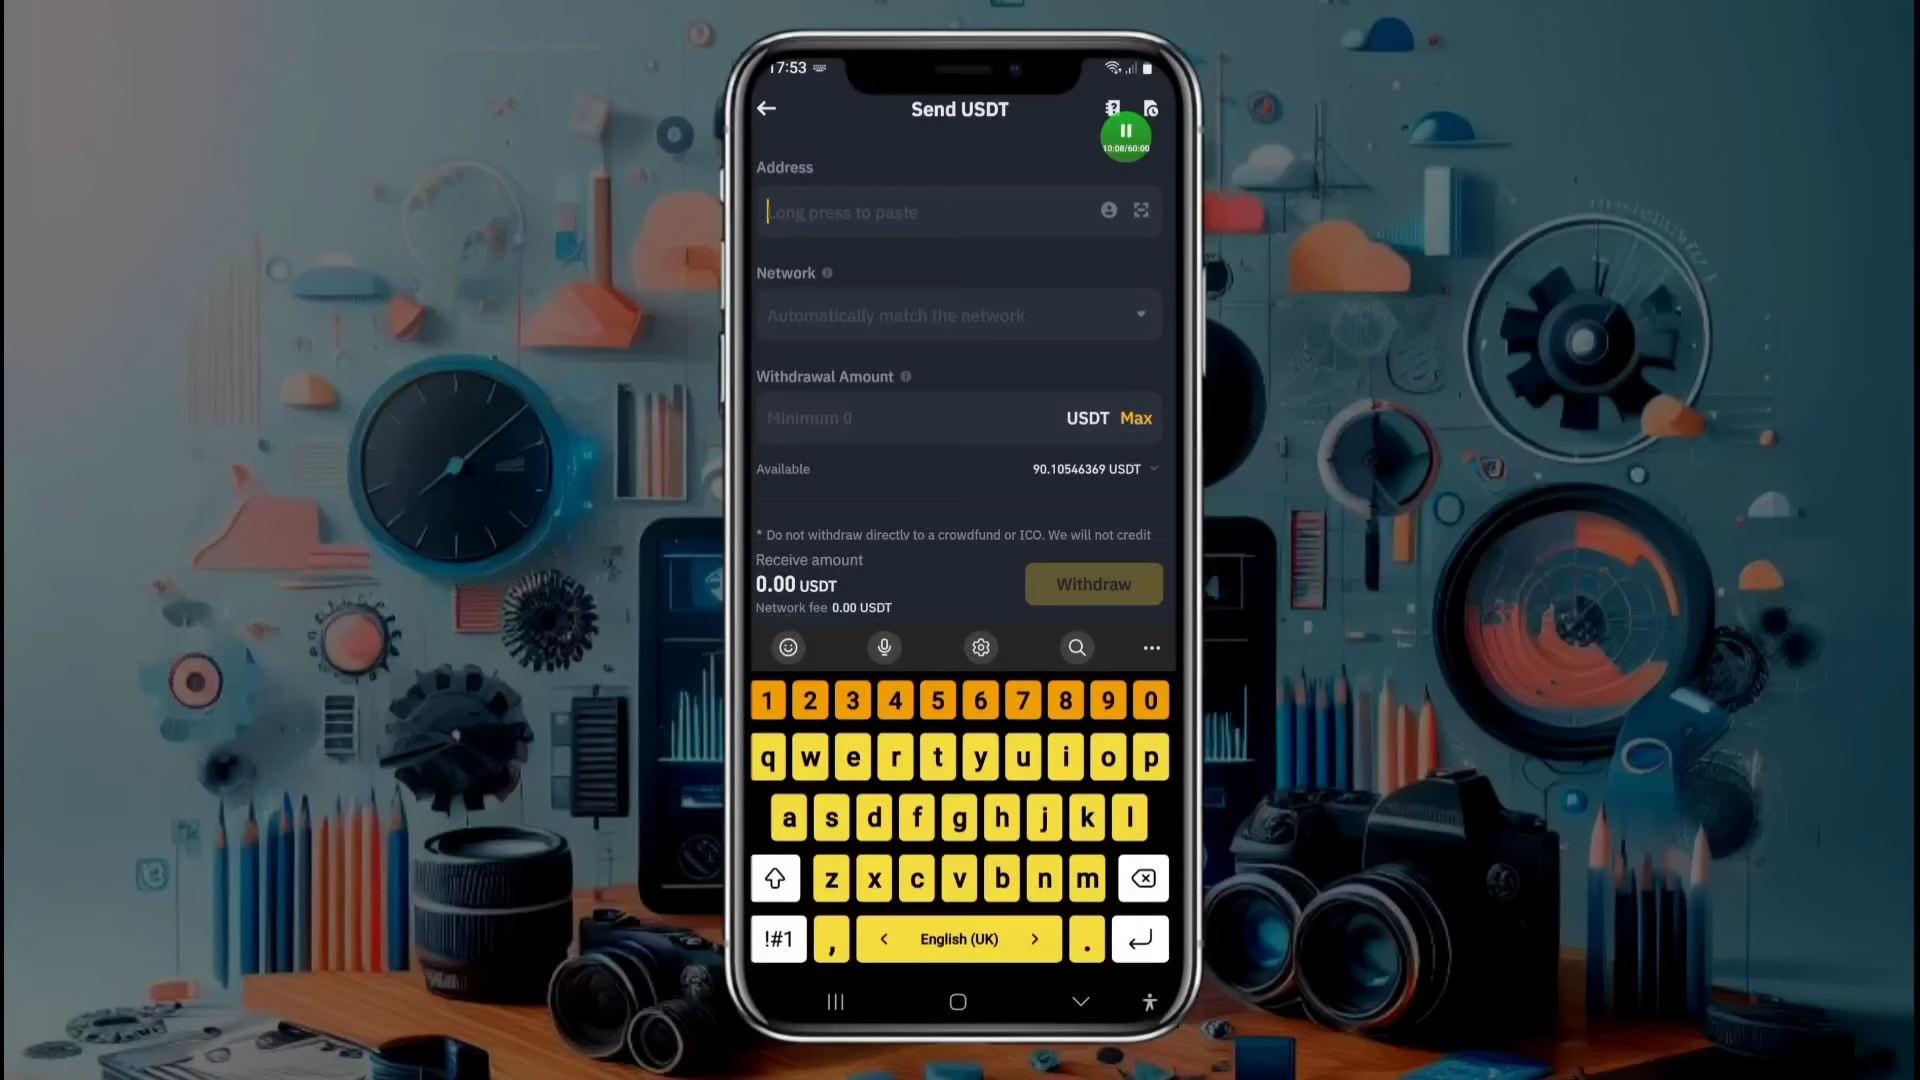 17:53
Send USDT
10:08/60:00
Address
Long press to paste
Network
Automatically match the network
Withdrawal Amount
Minimum 0
USDT Max
Available 90.10546369 USDT
* Do not withdraw directly to a crowdfund or ICO. We will not credit
Receive amount
0.00 USDT
Withdraw
Network fee 0.00 USDT
1 2 3 4 5 6 7 8 9 0
q w e r t y u i o p
a s d f g h j k l
z x c v b n m
!#1 , < English (UK) > .